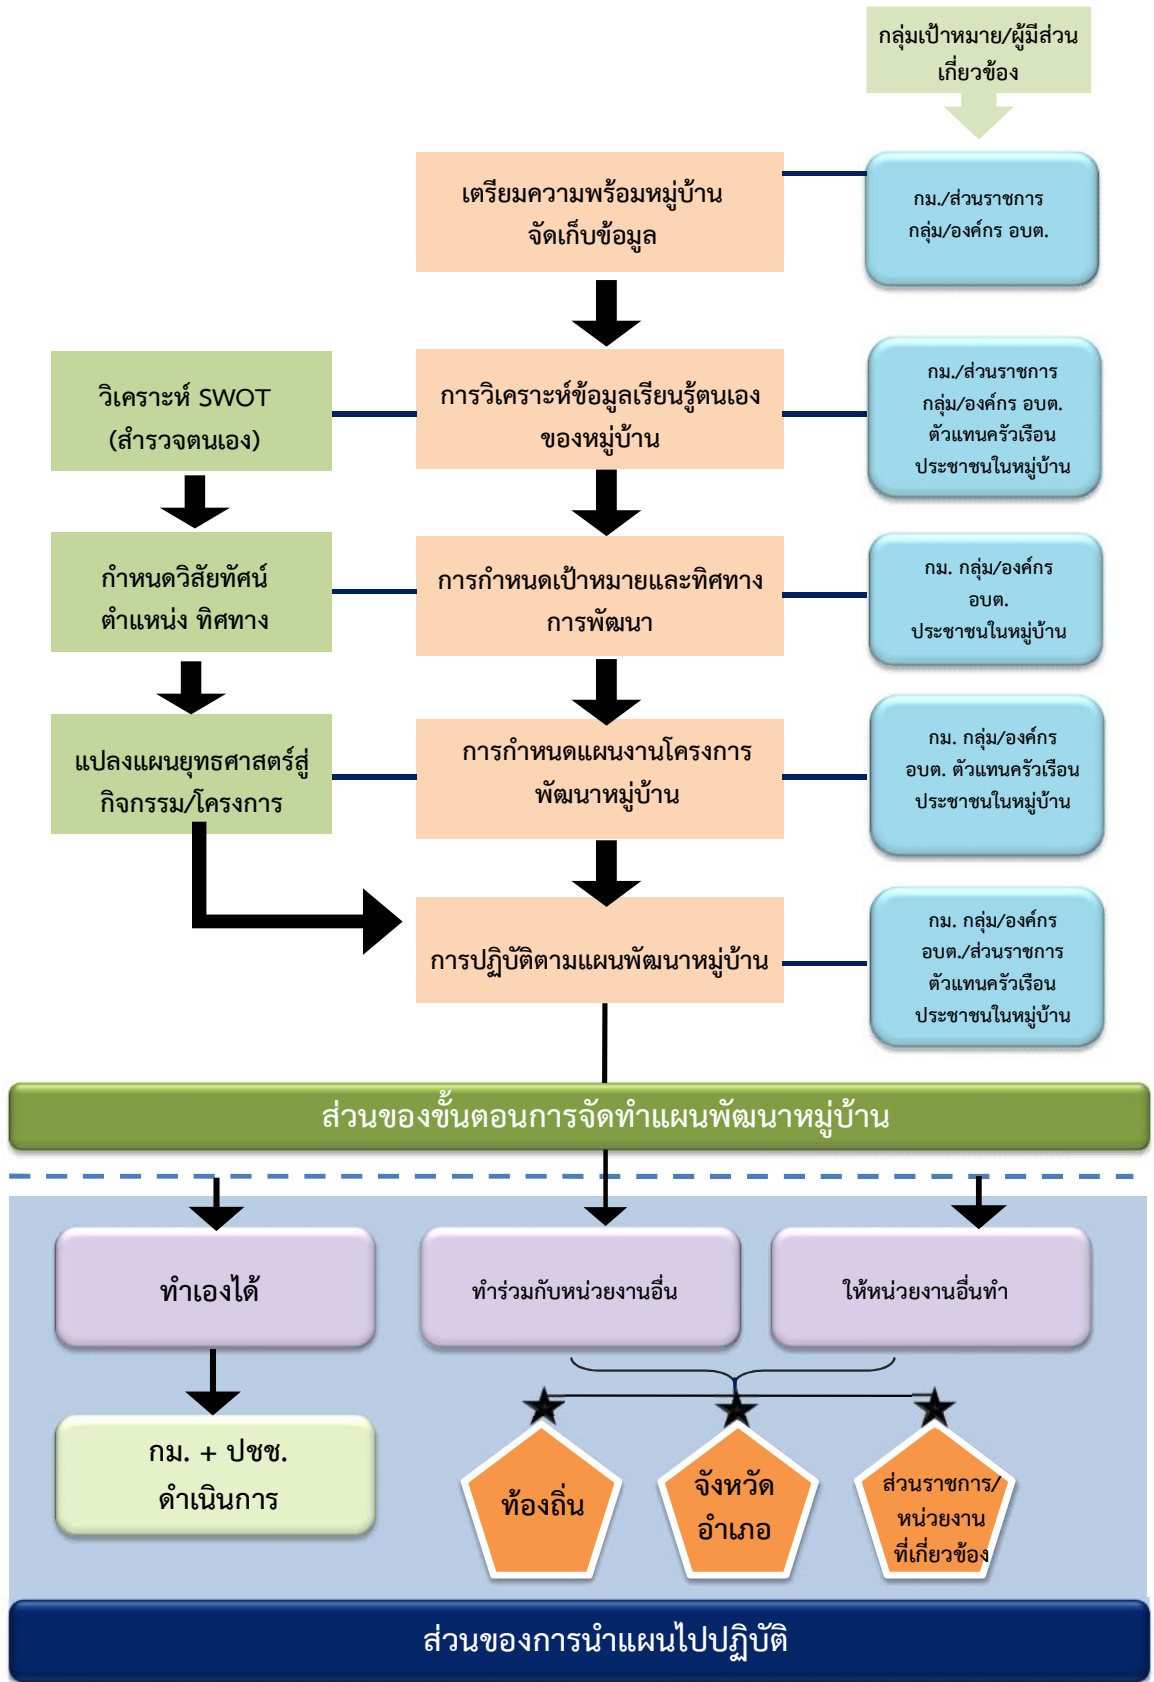 กลุ่มเป้าหมาย/ผู้มีส่วน
เกี่ยวข้อง
เตรียมความพร้อมหมู่บ้าน
จัดเก็บข้อมูล
กม./ส่วนราชการ
กลุ่ม/องค์กร อบต.
วิเคราะห์ SWOT
(สำรวจตนเอง)
การวิเคราะห์ข้อมูลเรียนรู้ตนเอง
ของหมู่บ้าน
กม./ส่วนราชการ
กลุ่ม/องค์กร อบต.
ตัวแทนครัวเรือน
ประชาชนในหมู่บ้าน
กำหนดวิสัยทัศน์
ตำแหน่ง ทิศทาง
การกำหนดเป้าหมายและทิศทาง
การพัฒนา
กม. กลุ่ม/องค์กร
อบต.
ประชาชนในหมู่บ้าน
แปลงแผนยุทธศาสตร์สู่
กิจกรรม/โครงการ
การกำหนดแผนงานโครงการ
พัฒนาหมู่บ้าน
กม. กลุ่ม/องค์กร
อบต. ตัวแทนครัวเรือน
ประชาชนในหมู่บ้าน
การปฏิบัติตามแผนพัฒนาหมู่บ้าน
กม. กลุ่ม/องค์กร
อบต./ส่วนราชการ
ตัวแทนครัวเรือน
ประชาชนในหมู่บ้าน
ส่วนของขั้นตอนการจัดทำแผนพัฒนาหมู่บ้าน
ทำเองได้
ทำร่วมกับหน่วยงานอื่น
ให้หน่วยงานอื่นทำ
กม. + ปชช.
ดำเนินการ
ท้องถิ่น
จังหวัด
อำเภอ
ส่วนราชการ/
หน่วยงาน
ที่เกี่ยวข้อง
ส่วนของการนำแผนไปปฏิบัติ